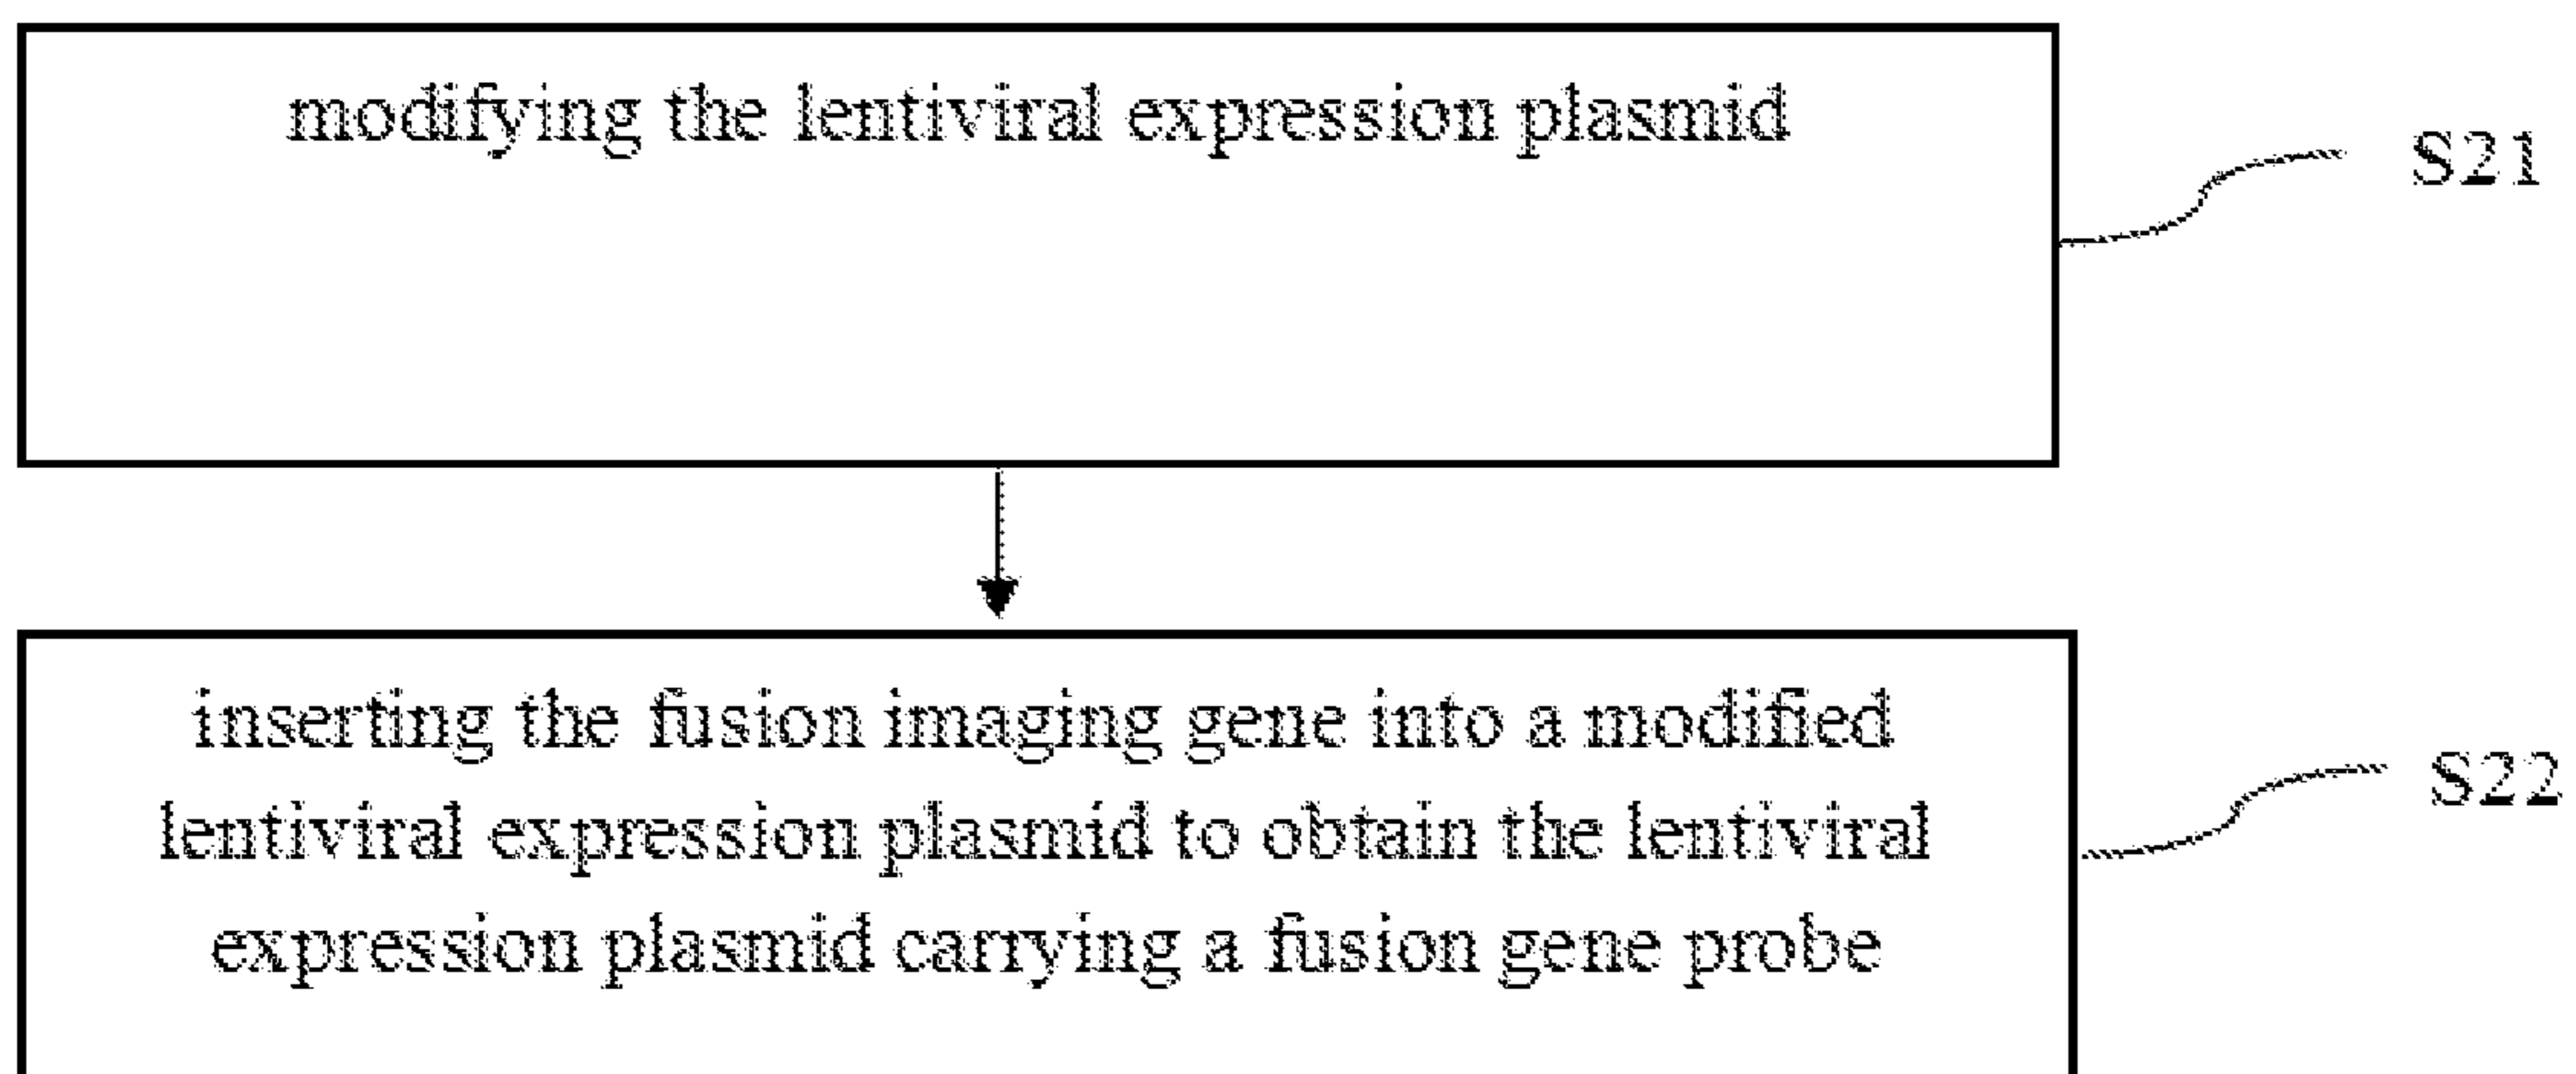 modifying the lentiviral expression plasmid
S21
inserting the fusion imaging gene into a modified
lentiviral expression plasmid to obtain the lentiviral
expression plasmid carrying a fusion gene probe
S22